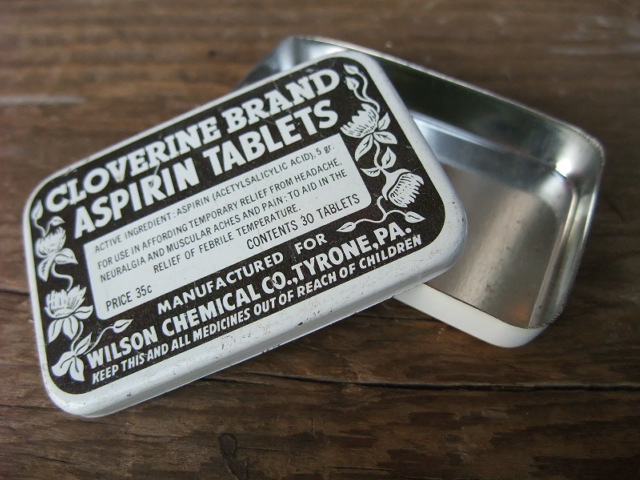 CLOVERINE BRAND
ASPIRIN TABLETS
ACTIVE INGREDIENT: ASPIRIN (ACETYLSALICYLIC ACID), 5 gr.
FOR USE IN AFFORDING TEMPORARY RELIEF FROM HEADACHE,
NEURALGIA AND MUSCULAR ACHES AND PAIN: TO AID IN THE
RELIEF OF FEBRILE TEMPERATURE.
CONTENTS 30 TABLETS
PRICE 35c
MANUFACTURED FOR
WILSON CHEMICAL CO. TYRONE, PA.
KEEP THIS AND ALL MEDICINES OUT OF REACH OF CHILDREN